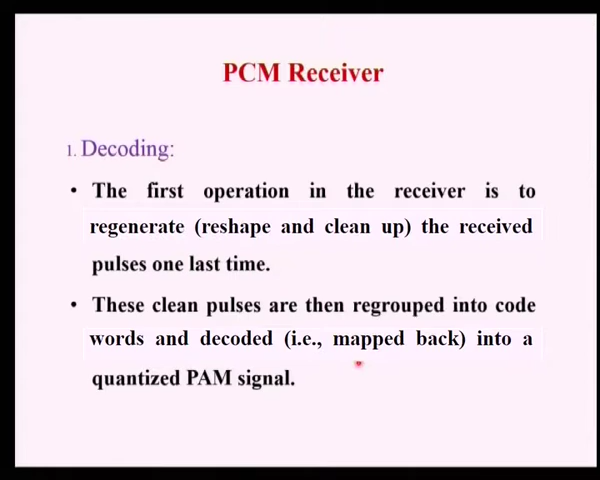 PCM Receiver
1. Decoding:
• The first operation in the receiver is to
regenerate (reshape and clean up) the received
pulses one last time.
• These clean pulses are then regrouped into code
words and decoded (i.e., mapped back) into a
quantized PAM signal.